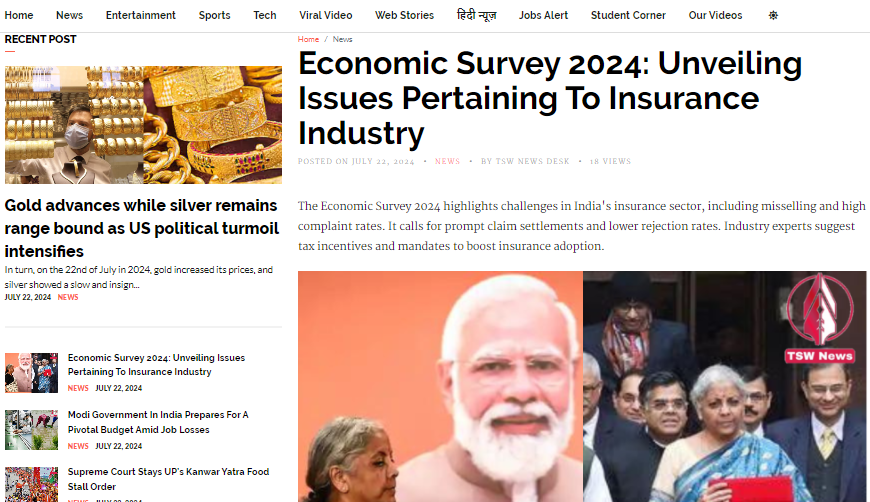 Home News Entertainment Sports Tech Viral Video Web Stories हिंदी न्यूज़ Jobs Alert Student Corner Our Videos
RECENT POST
Gold advances while silver remains
range bound as US political turmoil
intensifies
In turn, on the 22nd of July in 2024, gold increased its prices, and
silver showed a slow and insign...
JULY 22, 2024 NEWS
Economic Survey 2024: Unveiling Issues
Pertaining To Insurance Industry
NEWS JULY 22, 2024
Modi Government In India Prepares For A
Pivotal Budget Amid Job Losses
NEWS JULY 22, 2024
Supreme Court Stays UP's Kanwar Yatra Food
Stall Order
NEWS JULY 22, 2024
Home / News
Economic Survey 2024: Unveiling
Issues Pertaining To Insurance
Industry
POSTED ON JULY 22, 2024 • NEWS • BY TSW NEWS DESK • 18 VIEWS
The Economic Survey 2024 highlights challenges in India's insurance sector, including misselling and high
complaint rates. It calls for prompt claim settlements and lower rejection rates. Industry experts suggest
tax incentives and mandates to boost insurance adoption.
TSW News